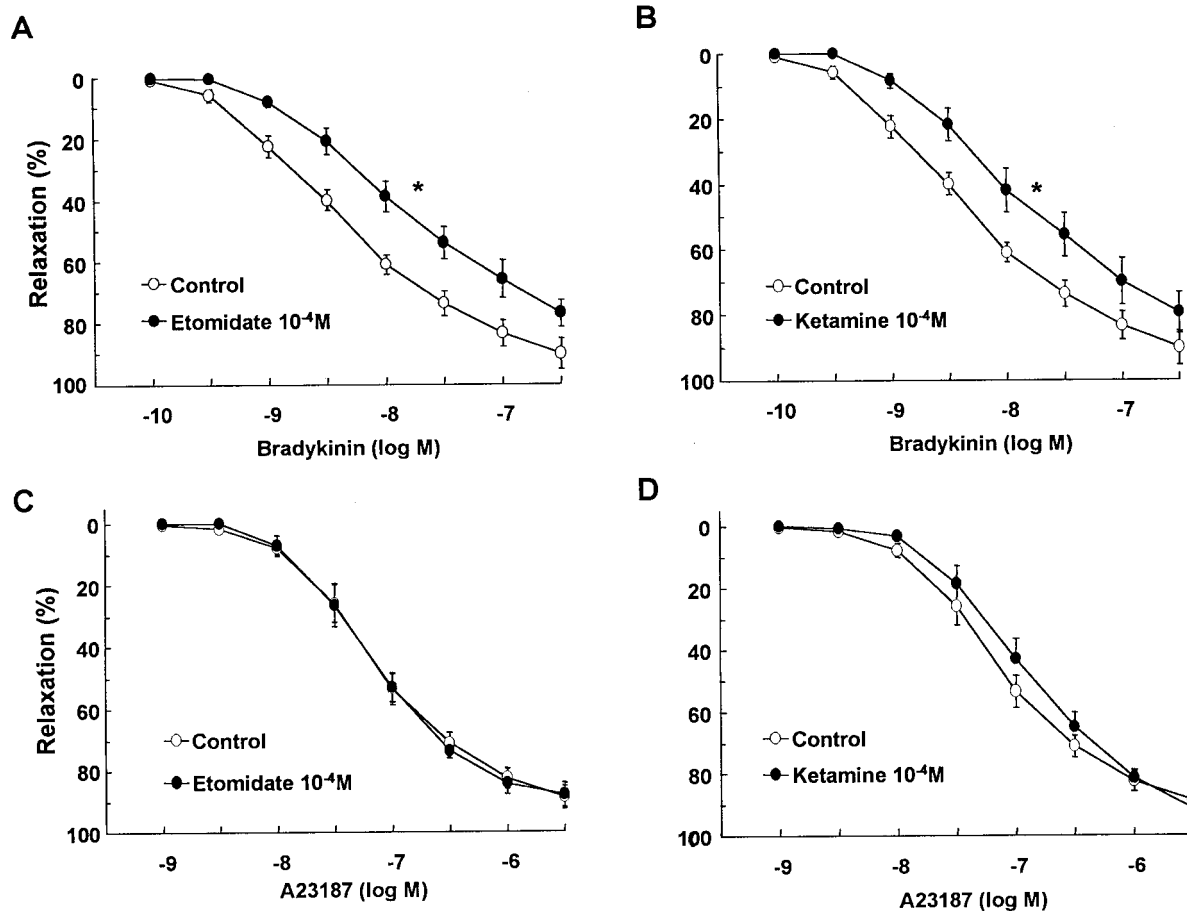 A
0
20
40
60
80
100
Relaxation (%)
Control
Etomidate 10⁻⁴M
*
-10
-9
-8
-7
Bradykinin (log M)
B
0
20
40
60
80
100
Control
Ketamine 10⁻⁴M
*
-10
-9
-8
-7
Bradykinin (log M)
C
0
20
40
60
80
100
Relaxation (%)
Control
Etomidate 10⁻⁴M
-9
-8
-7
-6
A23187 (log M)
D
0
20
40
60
80
100
Control
Ketamine 10⁻⁴M
-9
-8
-7
-6
A23187 (log M)